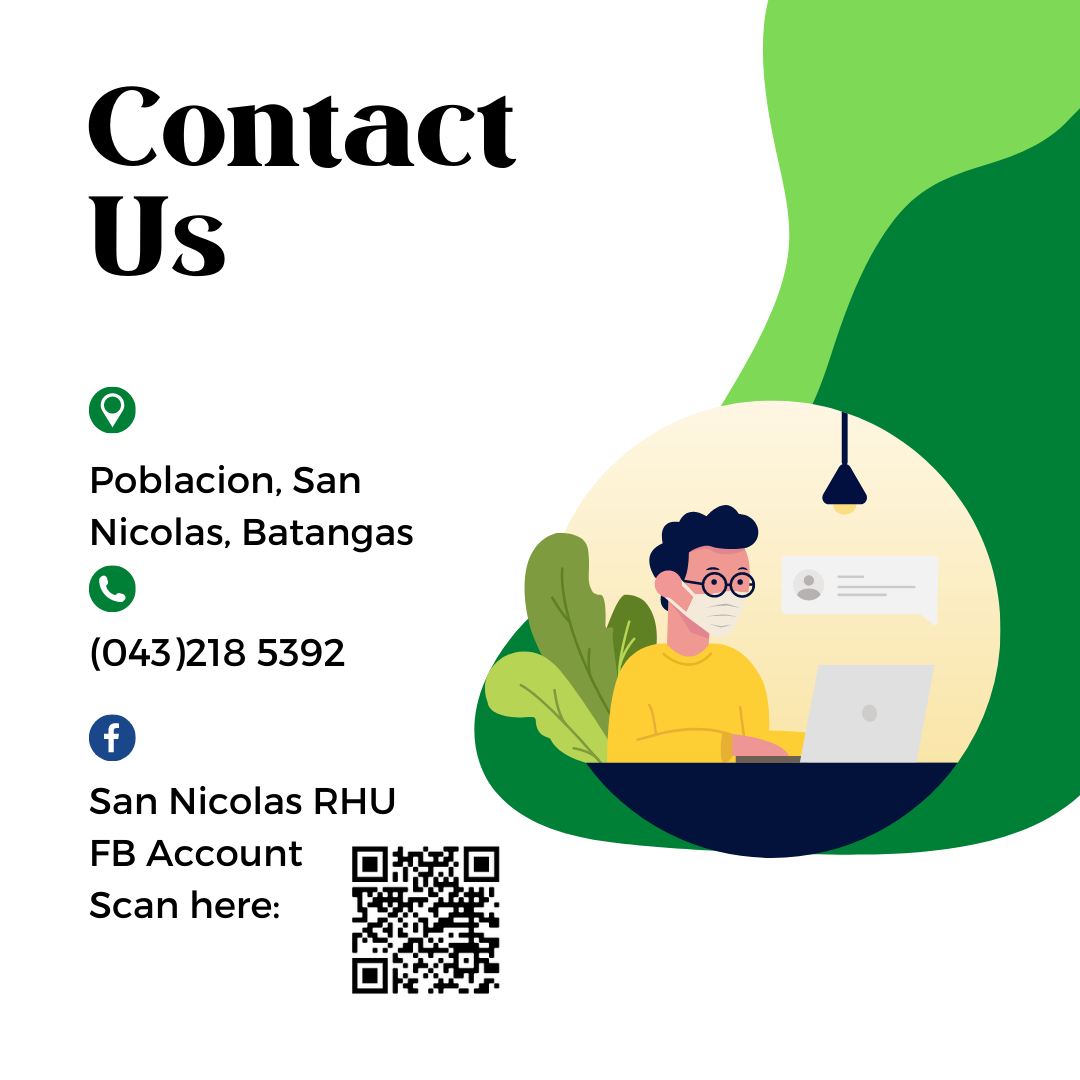 Contact
Us
Poblacion, San
Nicolas, Batangas
(043)218 5392
San Nicolas RHU
FB Account
Scan here: